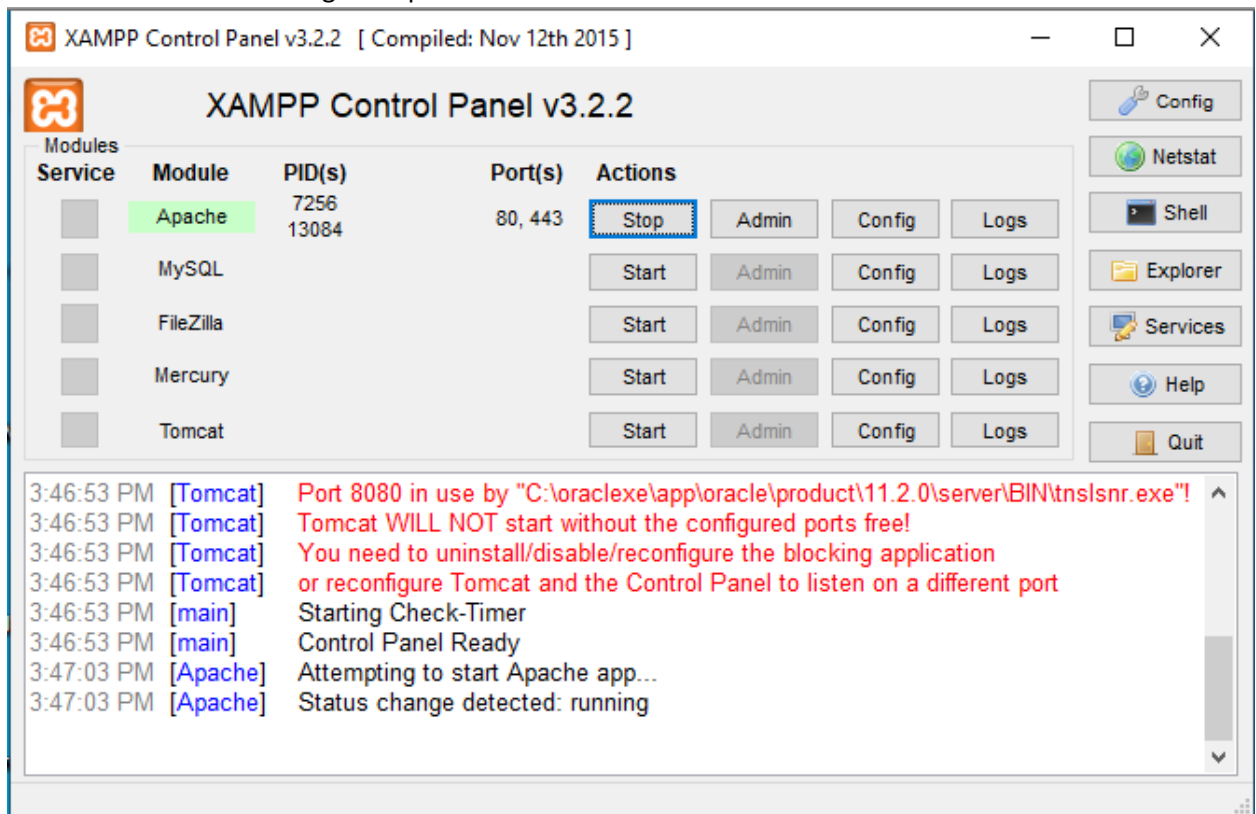 XAMPP Control Panel v3.2.2 [ Compiled: Nov 12th 2015 ]
XAMPP Control Panel v3.2.2
Config
Netstat
Shell
Explorer
Services
Help
Quit
Modules
Service Module PID(s) Port(s) Actions
Apache 7256 13084 80, 443 Stop Admin Config Logs
MySQL Start Admin Config Logs
FileZilla Start Admin Config Logs
Mercury Start Admin Config Logs
Tomcat Start Admin Config Logs
3:46:53 PM [Tomcat] Port 8080 in use by "C:\oraclexe\app\oracle\product\11.2.0\server\BIN\tnslsnr.exe"!
3:46:53 PM [Tomcat] Tomcat WILL NOT start without the configured ports free!
3:46:53 PM [Tomcat] You need to uninstall/disable/reconfigure the blocking application
3:46:53 PM [Tomcat] or reconfigure Tomcat and the Control Panel to listen on a different port
3:46:53 PM [main] Starting Check-Timer
3:46:53 PM [main] Control Panel Ready
3:47:03 PM [Apache] Attempting to start Apache app...
3:47:03 PM [Apache] Status change detected: running